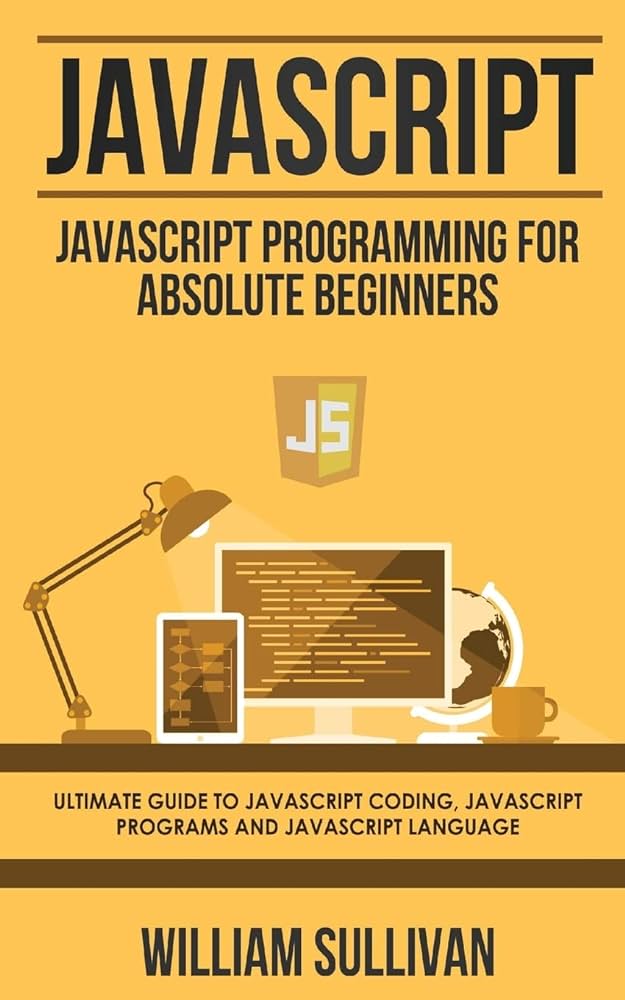 JAVASCRIPT
JAVASCRIPT PROGRAMMING FOR
ABSOLUTE BEGINNERS
JS
ULTIMATE GUIDE TO JAVASCRIPT CODING, JAVASCRIPT
PROGRAMS AND JAVASCRIPT LANGUAGE
WILLIAM SULLIVAN